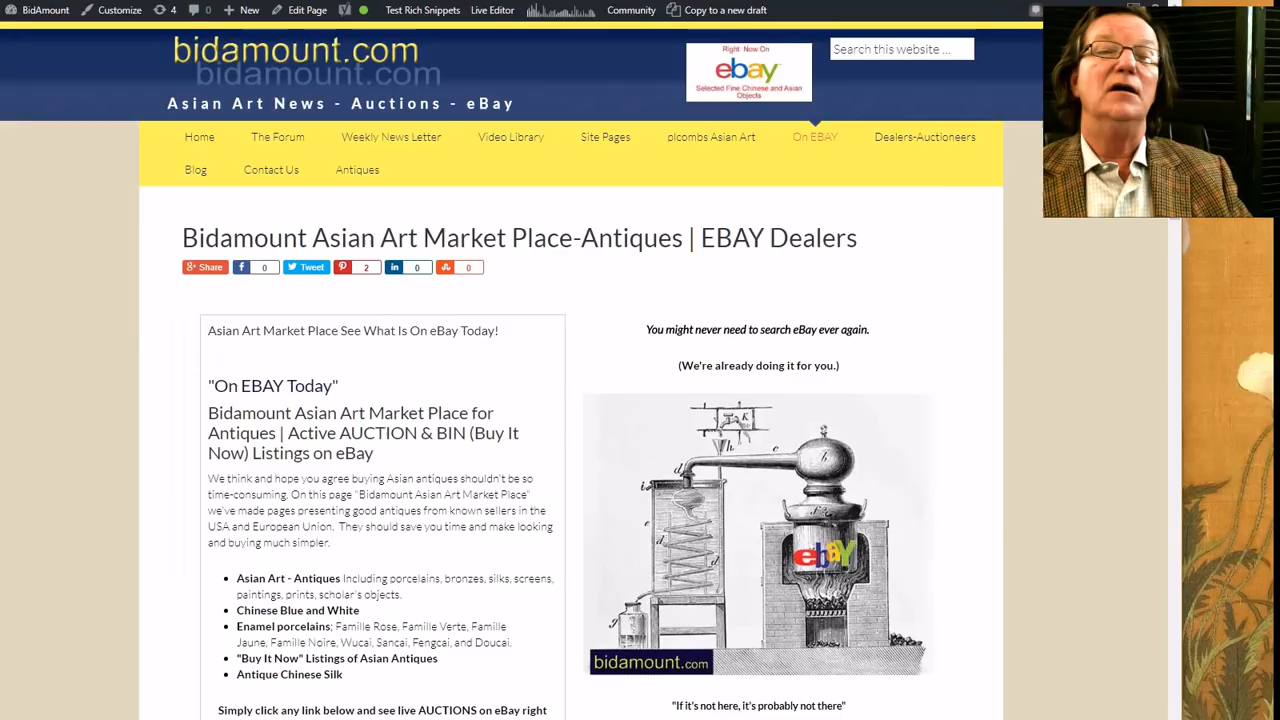 BidAmount Customize 4 0 New Edit Page Test Rich Snippets Live Editor Community Copy to a new draft
bidamount.com
bidamount.com
Asian Art News - Auctions - eBay
Right Now On
ebay
Selected Fine Chinese and Asian
Objects
Search this website ...
Home The Forum Weekly News Letter Video Library Site Pages plcombs Asian Art On EBAY Dealers-Auctioneers
Blog Contact Us Antiques
Bidamount Asian Art Market Place-Antiques | EBAY Dealers
Share 0 Tweet 2 0 0
Asian Art Market Place See What Is On eBay Today!
"On EBAY Today"
Bidamount Asian Art Market Place for
Antiques | Active AUCTION & BIN (Buy It
Now) Listings on eBay
We think and hope you agree buying Asian antiques shouldn't be so
time-consuming. On this page "Bidamount Asian Art Market Place"
we've made pages presenting good antiques from known sellers in the
USA and European Union. They should save you time and make looking
and buying much simpler.
Asian Art - Antiques Including porcelains, bronzes, silks, screens,
paintings, prints, scholar's objects.
Chinese Blue and White
Enamel porcelains; Famille Rose, Famille Verte, Famille
Jaune, Famille Noire, Wucai, Sancai, Fengcai, and Doucai.
"Buy It Now" Listings of Asian Antiques
Antique Chinese Silk
Simply click any link below and see live AUCTIONS on eBay right
You might never need to search eBay ever again.
(We're already doing it for you.)
K
h
c
d
b
i
e
d
d
g
ebay
bidamount.com
"If it's not here, it's probably not there"